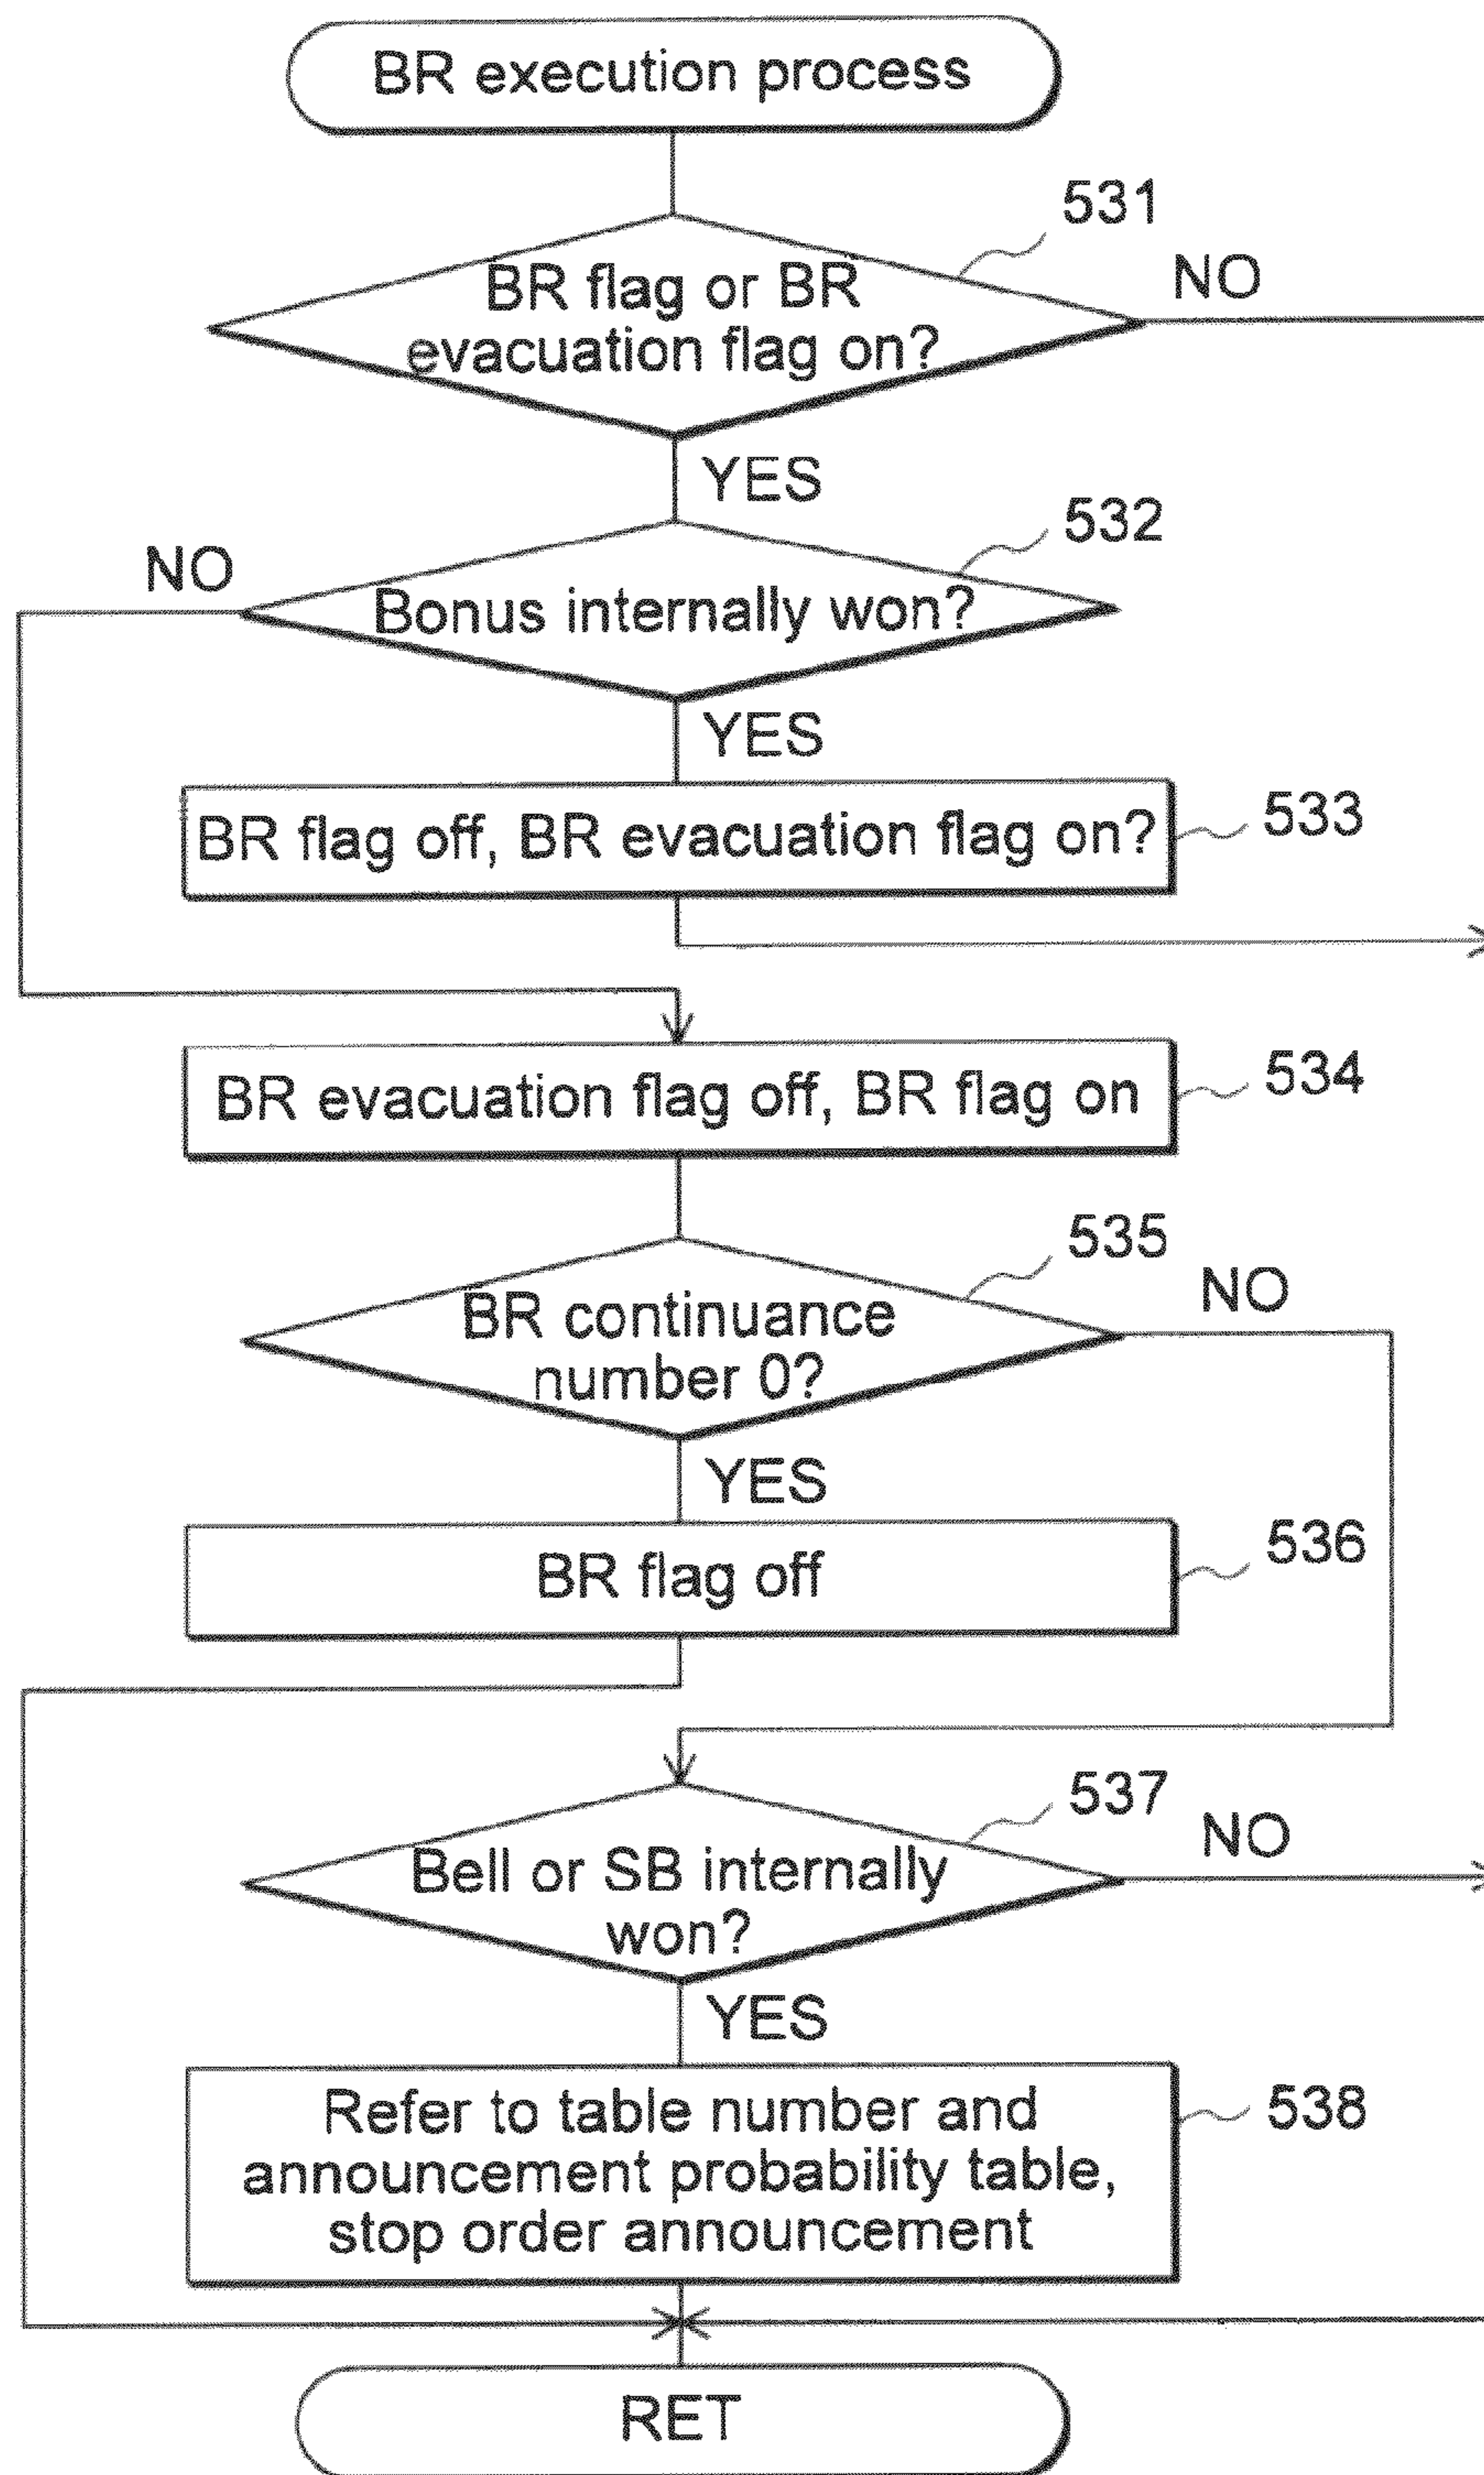 BR execution process
531
BR flag or BR
evacuation flag on?
NO
YES
532
NO
Bonus internally won?
YES
BR flag off, BR evacuation flag on?
533
BR evacuation flag off, BR flag on
534
535
BR continuance
number 0?
NO
YES
BR flag off
536
537
Bell or SB internally
won?
NO
YES
Refer to table number and
announcement probability table,
stop order announcement
538
RET